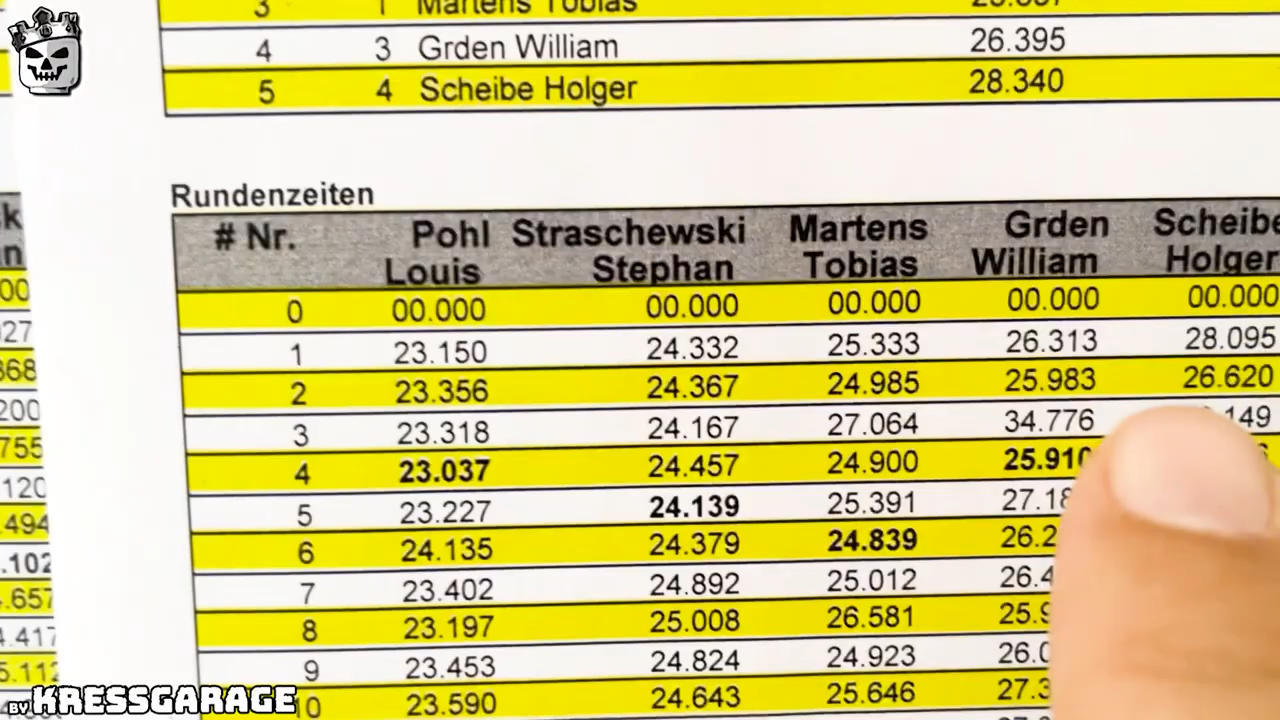 3 1 Martens Tobias
4 3 Grden William 26.395
5 4 Scheibe Holger 28.340
Rundenzeiten
# Nr. Pohl Louis Straschewski Stephan Martens Tobias Grden William Scheibe Holger
0 00.000 00.000 00.000 00.000 00.000
1 23.150 24.332 25.333 26.313 28.095
2 23.356 24.367 24.985 25.983 26.620
3 23.318 24.167 27.064 34.776 .149
4 23.037 24.457 24.900 25.910
5 23.227 24.139 25.391 27.18
6 24.135 24.379 24.839 26.2
7 23.402 24.892 25.012 26.4
8 23.197 25.008 26.581 25.9
9 23.453 24.824 24.923 26.0
10 23.590 24.643 25.646 27.3
BY KRESSGARAGE